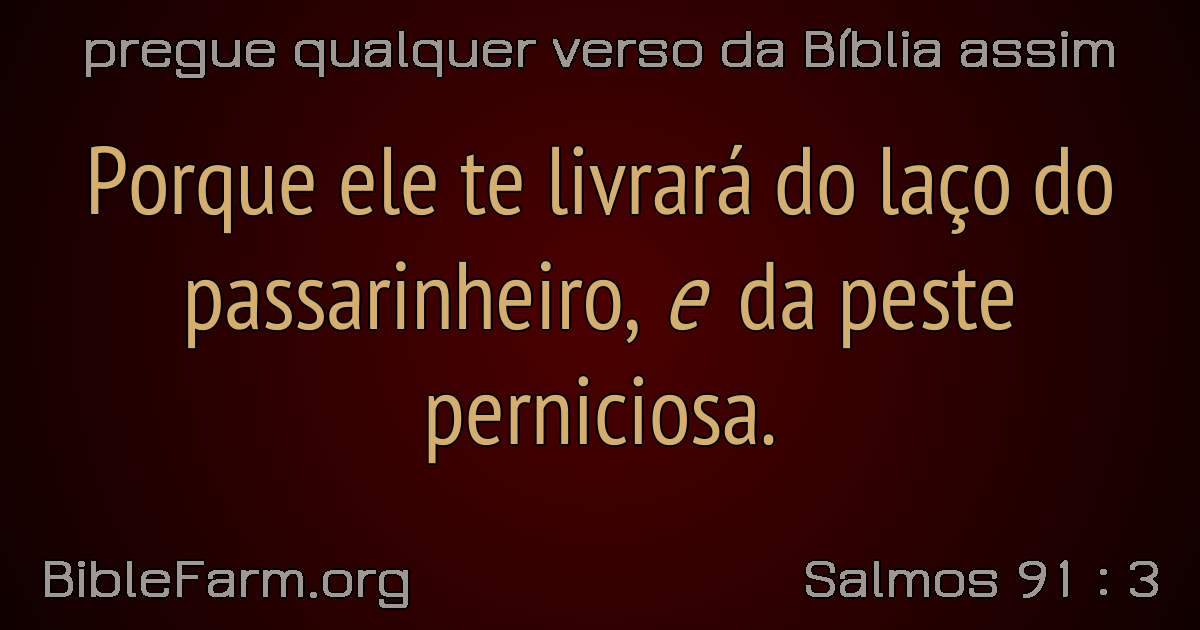 pregue qualquer verso da Bíblia assim
Porque ele te livrará do laço do
passarinheiro, e da peste
perniciosa.
BibleFarm.org
Salmos 91 : 3